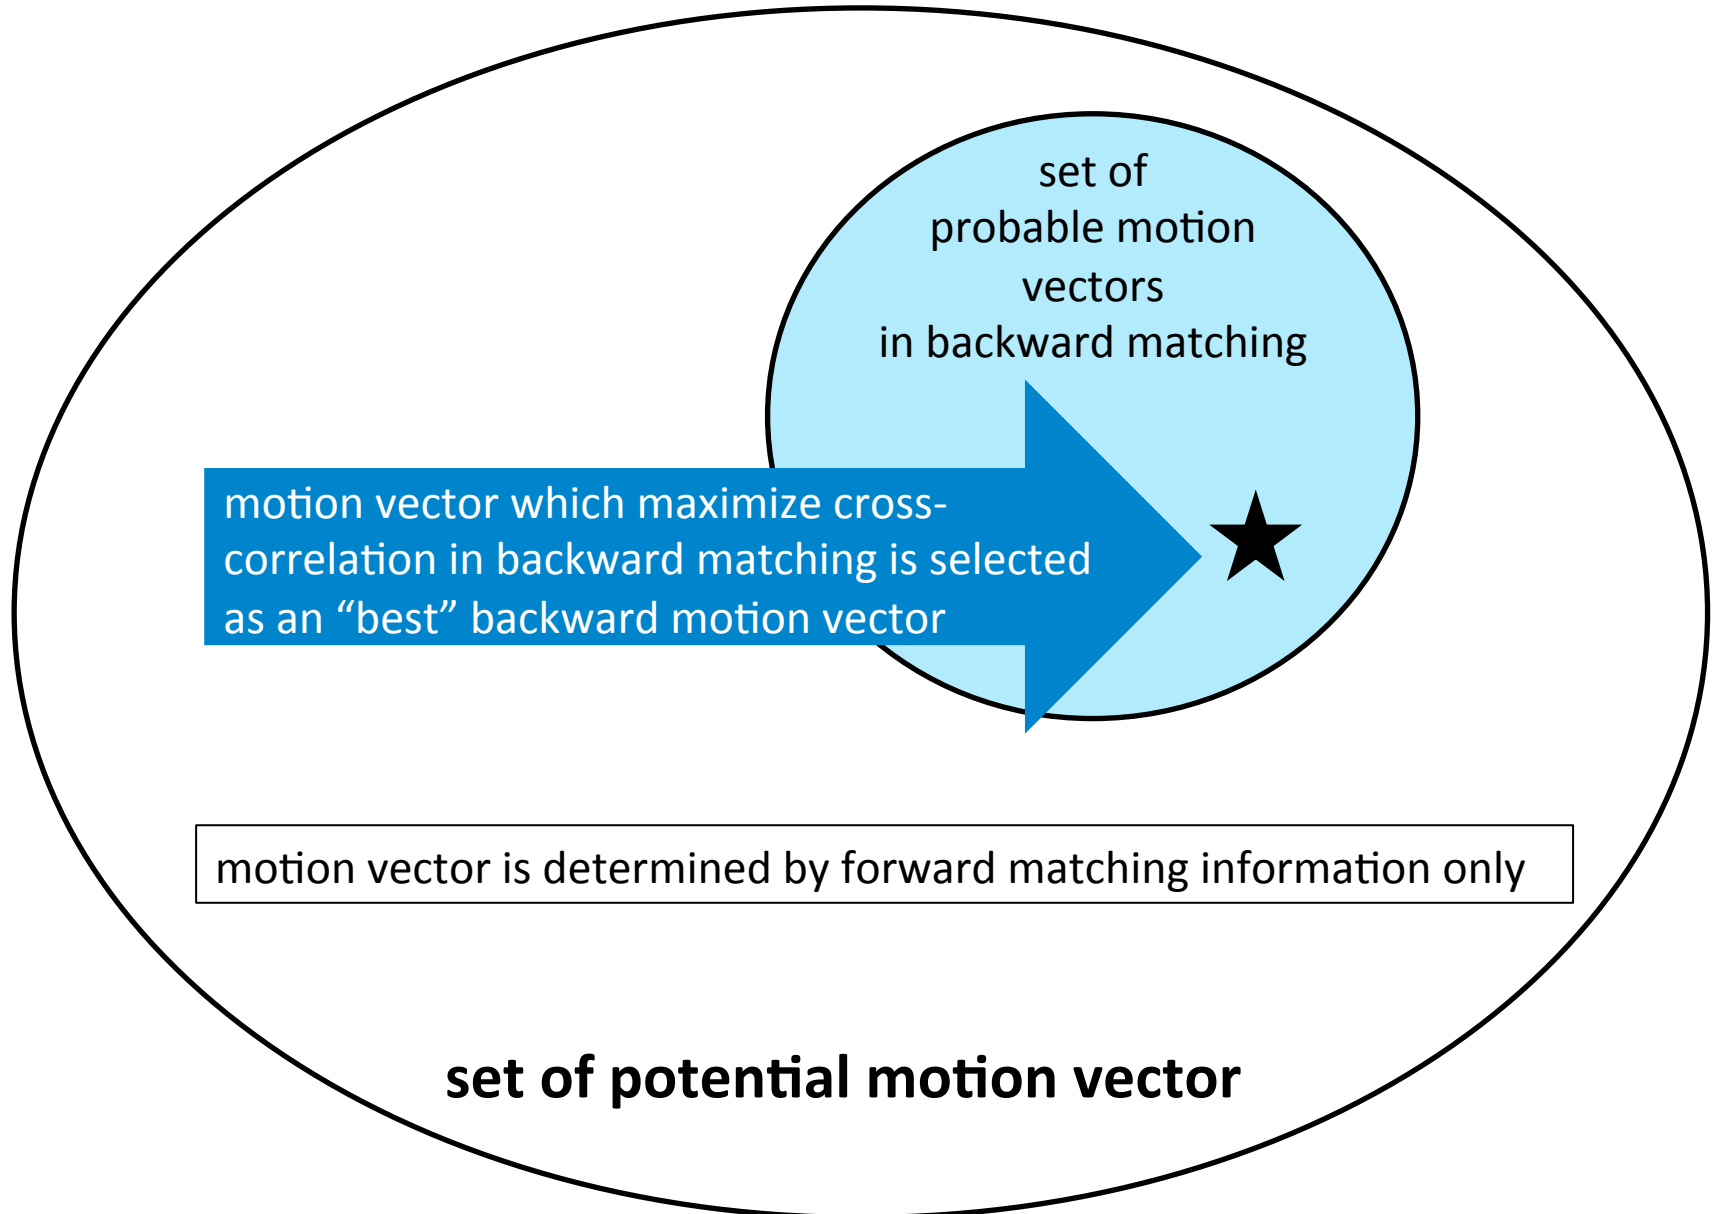 set of
probable motion
vectors
in backward matching
motion vector which maximize cross-
correlation in backward matching is selected
as an “best” backward motion vector
motion vector is determined by forward matching information only
set of potential motion vector